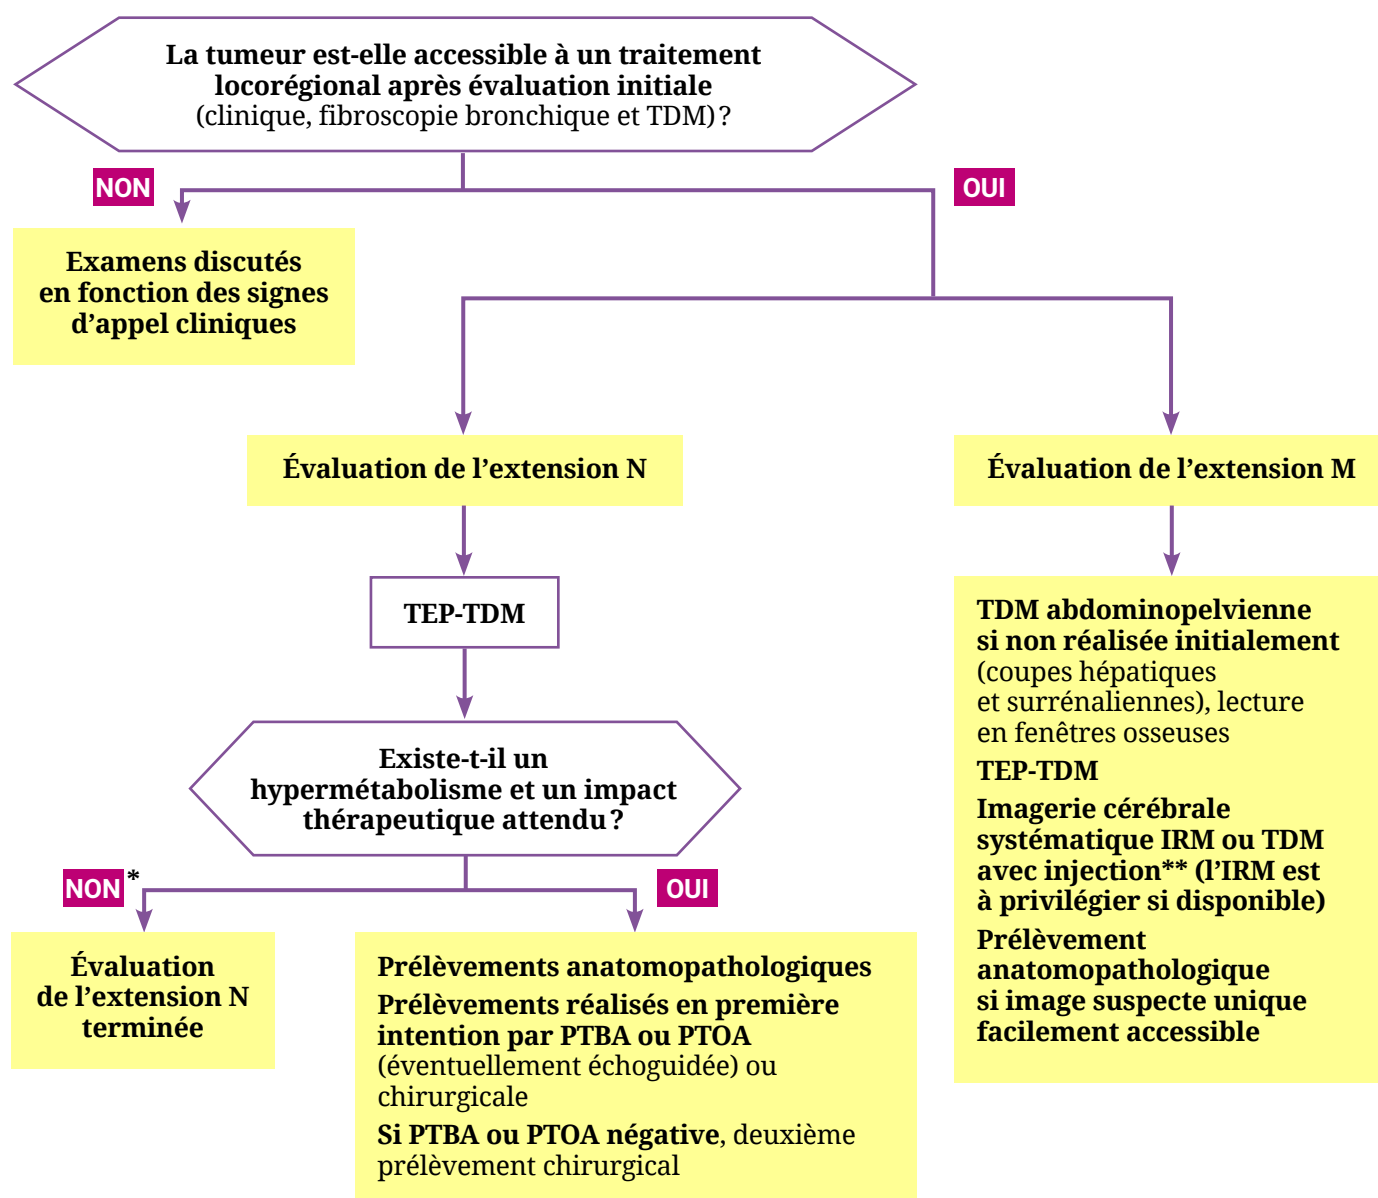 La tumeur est-elle accessible à un traitement
locorégional après évaluation initiale
(clinique, fibroscopie bronchique et TDM) ?
NON
OUI
Examens discutés
en fonction des signes
d’appel cliniques
Évaluation de l’extension N
Évaluation de l’extension M
TEP-TDM
Existe-t-il un
hypermétabolisme et un impact
thérapeutique attendu ?
NON*
OUI
Évaluation
de l’extension N
terminée
Prélèvements anatomopathologiques
Prélèvements réalisés en première
intention par PTBA ou PTOA
(éventuellement échoguidée) ou
chirurgicale
Si PTBA ou PTOA négative, deuxième
prélèvement chirurgical
TDM abdominopelvienne
si non réalisée initialement
(coupes hépatiques
et surrénaliennes), lecture
en fenêtres osseuses
TEP-TDM
Imagerie cérébrale
systématique IRM ou TDM
avec injection** (l’IRM est
à privilégier si disponible)
Prélèvement
anatomopathologique
si image suspecte unique
facilement accessible